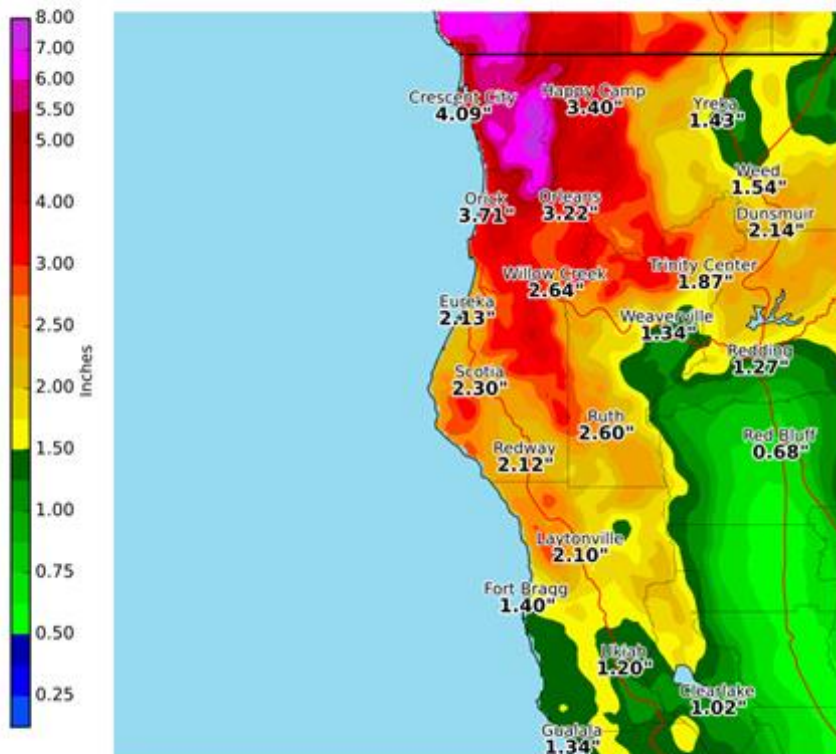 8.00
7.00
6.00
5.50
5.00
4.00
3.00
2.50
2.00
1.50
1.00
0.75
0.50
0.25
Inches
Crescent City
4.09"
Happy Camp
3.40"
Yreka
1.43"
Weed
1.54"
Orick
3.71"
Orleans
3.22"
Dunsmuir
2.14"
Willow Creek
2.64"
Trinity Center
1.87"
Eureka
2.13"
Weaverville
1.34"
Redding
1.27"
Scotia
2.30"
Ruth
2.60"
Red Bluff
0.68"
Redway
2.12"
Laytonville
2.10"
Fort Bragg
1.40"
Ukiah
1.20"
Clearlake
1.02"
Gualala
1.34"